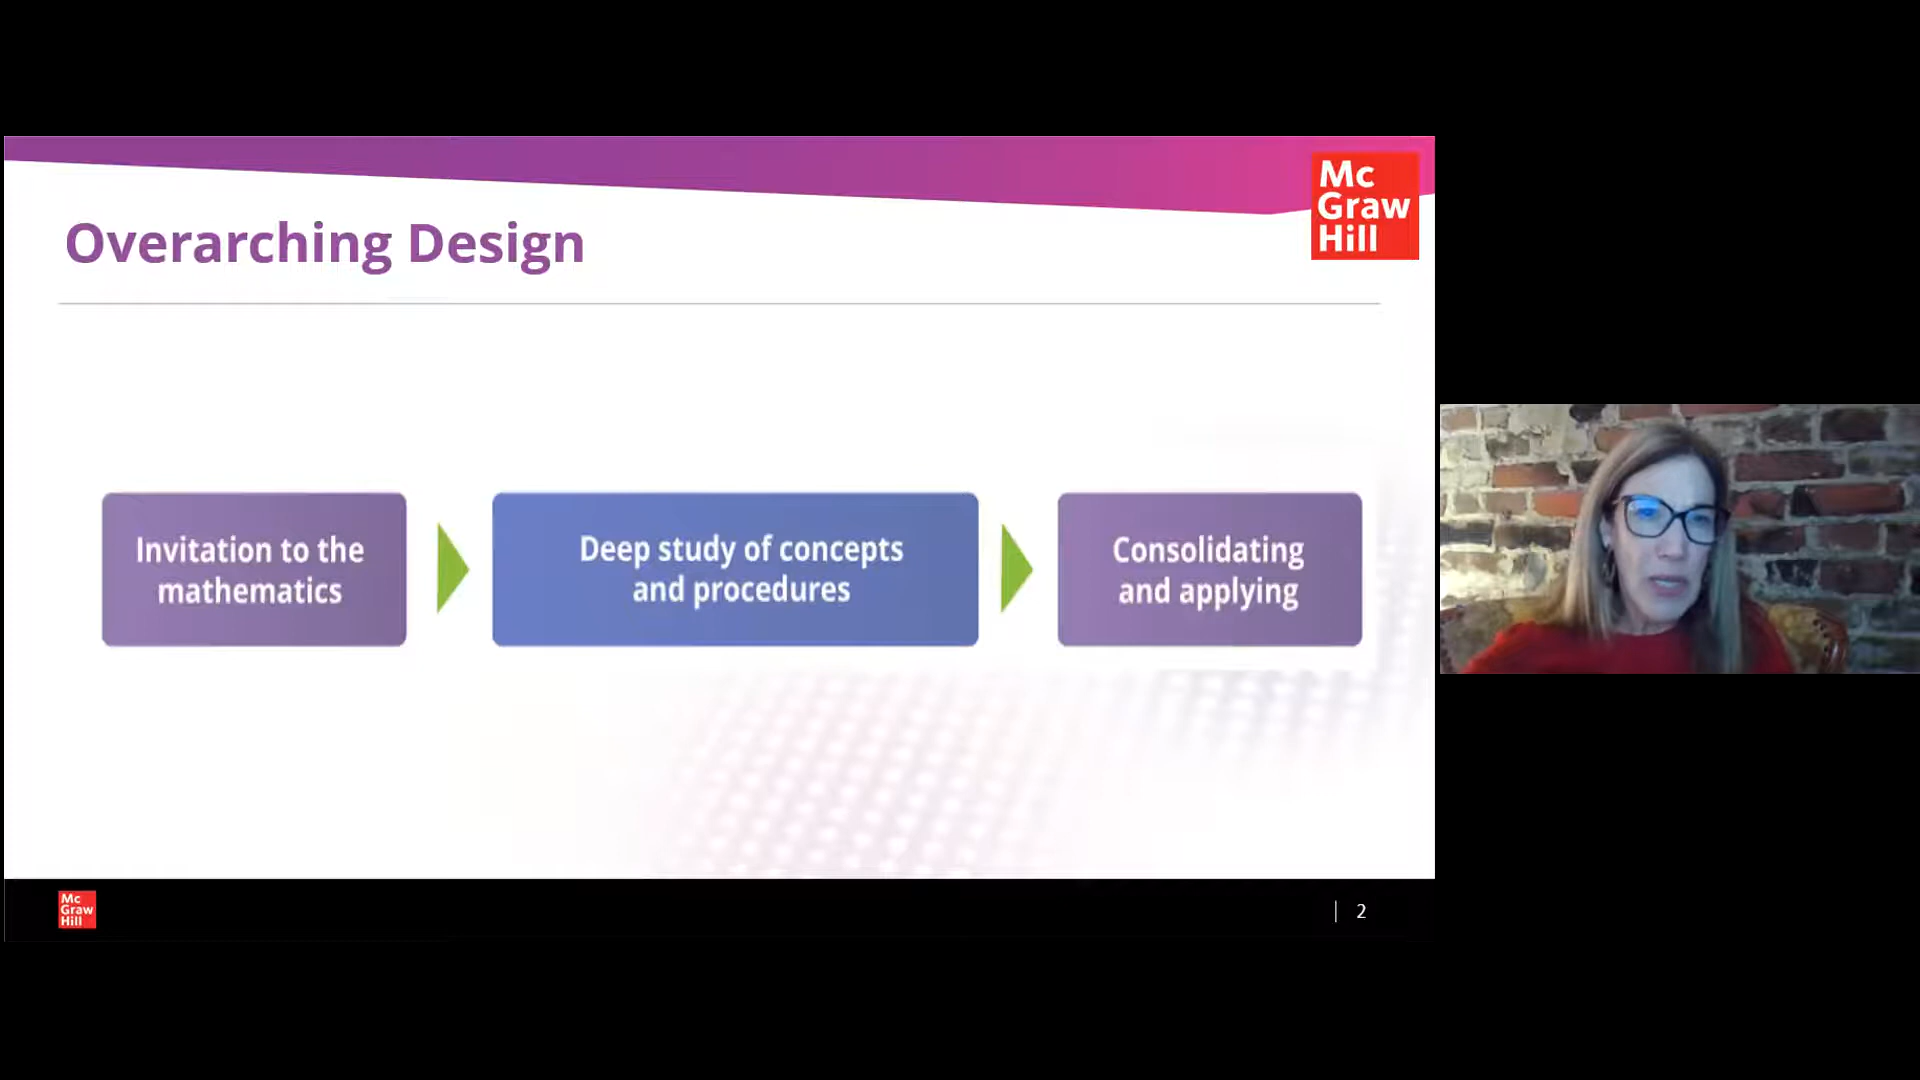 Mc
Graw
Hill
Overarching Design
Invitation to the
mathematics
Deep study of concepts
and procedures
Consolidating
and applying
Mc
Graw
Hill
| 2